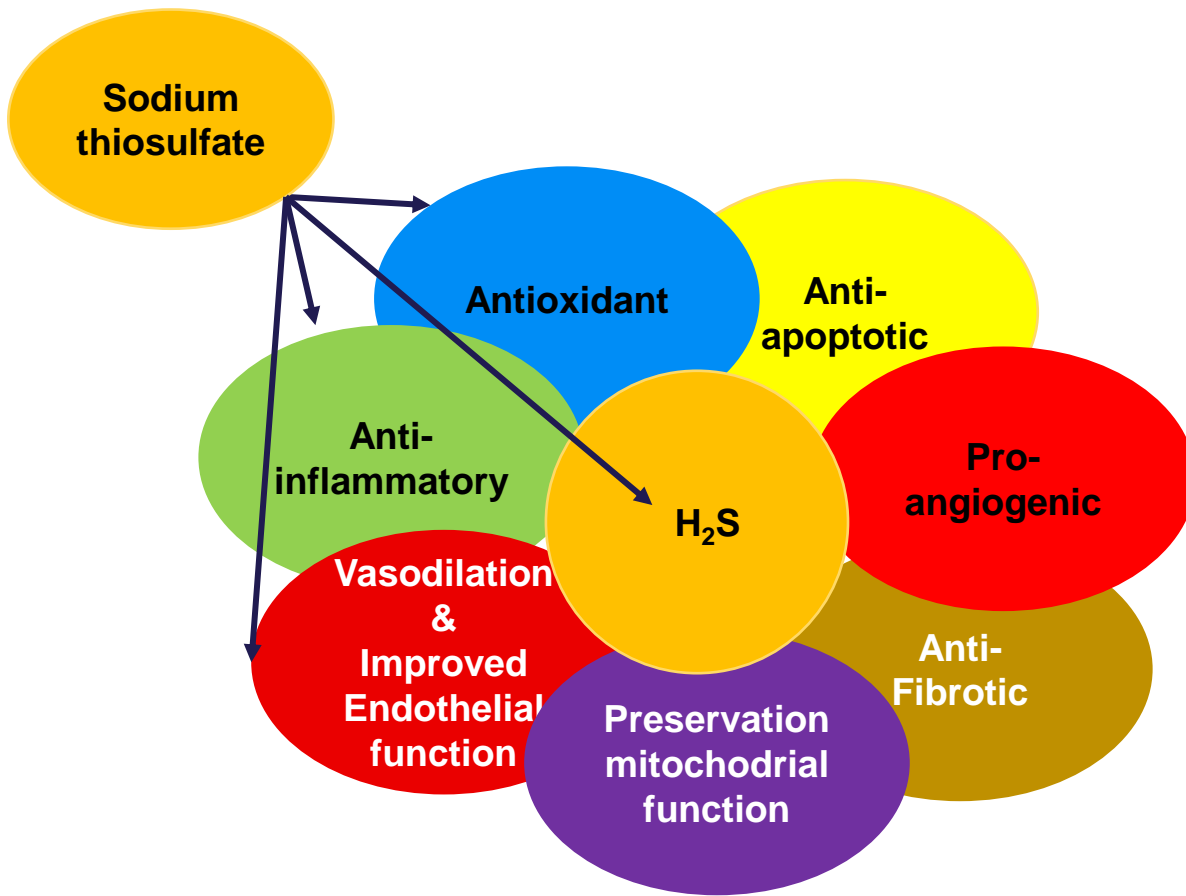 Sodium
thiosulfate
Antioxidant
Anti-
apoptotic
Anti-
inflammatory
Pro-
angiogenic
H₂S
Vasodilation
&
Improved
Endothelial
function
Anti-
Fibrotic
Preservation
mitochodrial
function